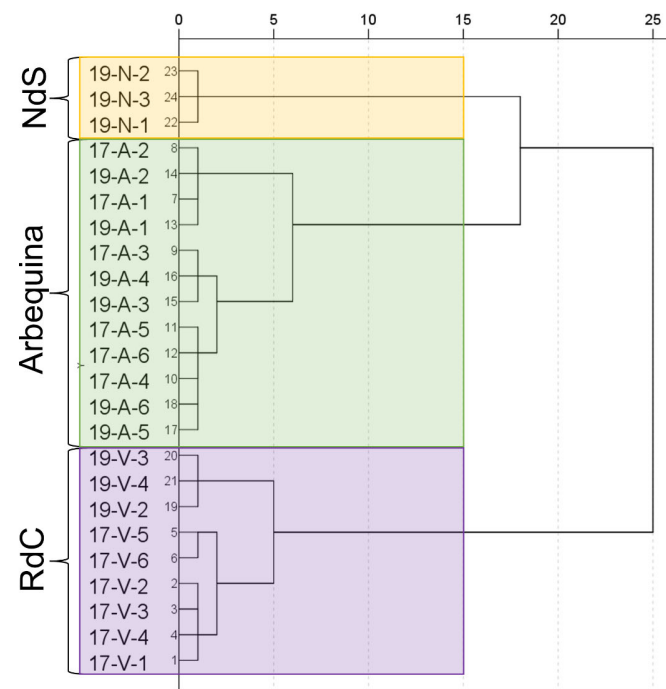 0 5 10 15 20 25
NdS
19-N-2 23
19-N-3 24
19-N-1 22
Arbequina
17-A-2 8
19-A-2 14
17-A-1 7
19-A-1 13
17-A-3 9
19-A-4 16
19-A-3 15
17-A-5 11
17-A-6 12
17-A-4 10
19-A-6 18
19-A-5 17
RdC
19-V-3 20
19-V-4 21
19-V-2 19
17-V-5 5
17-V-6 6
17-V-2 2
17-V-3 3
17-V-4 4
17-V-1 1